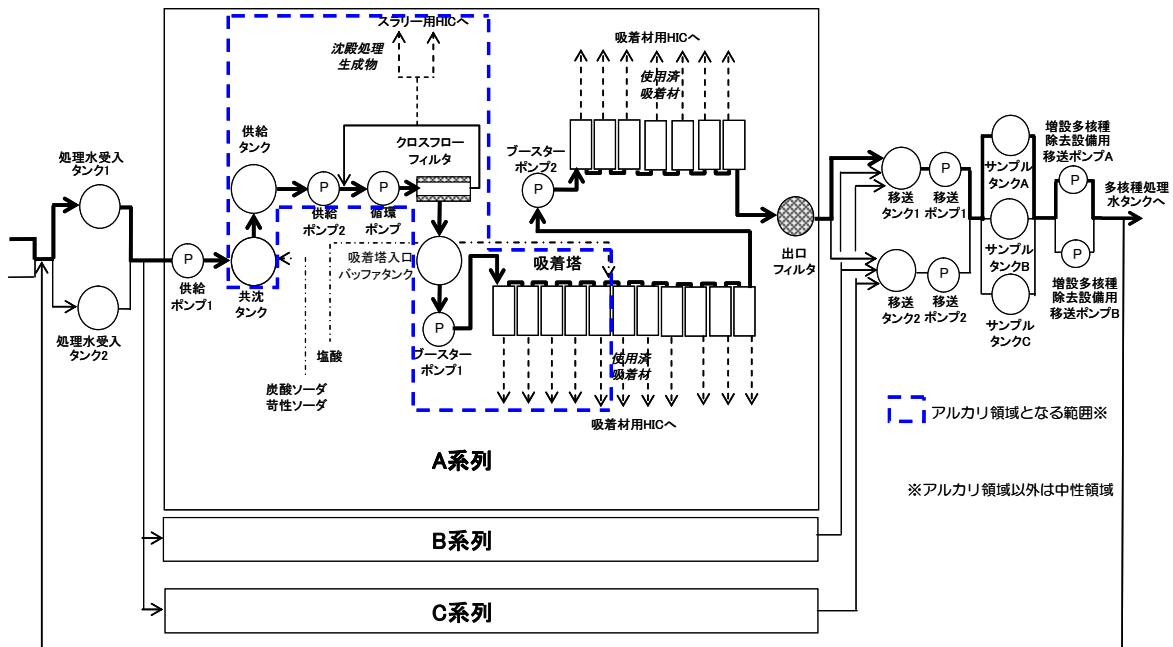 スラリー用HICへ
沈殿処理
生成物
吸着材用HICへ
使用済
吸着材
処理水受入
タンク1
供給
タンク
クロスフロー
フィルタ
P
P
供給
ポンプ2
循環
ポンプ
ブースター
ポンプ2
P
P
供給
ポンプ1
共沈
タンク
処理水受入
タンク2
吸着塔入口
バッファタンク
吸着塔
P
ブースター
ポンプ1
塩酸
炭酸ソーダ
苛性ソーダ
使用済
吸着材
吸着材用HICへ
出口
フィルタ
P
移送
タンク1
移送
ポンプ1
P
移送
タンク2
移送
ポンプ2
サンプル
タンクA
サンプル
タンクB
サンプル
タンクC
増設多核種
除去設備用
移送ポンプA
P
P
増設多核種
除去設備用
移送ポンプB
多核種処理
水タンクへ
アルカリ領域となる範囲※
※アルカリ領域以外は中性領域
A系列
B系列
C系列